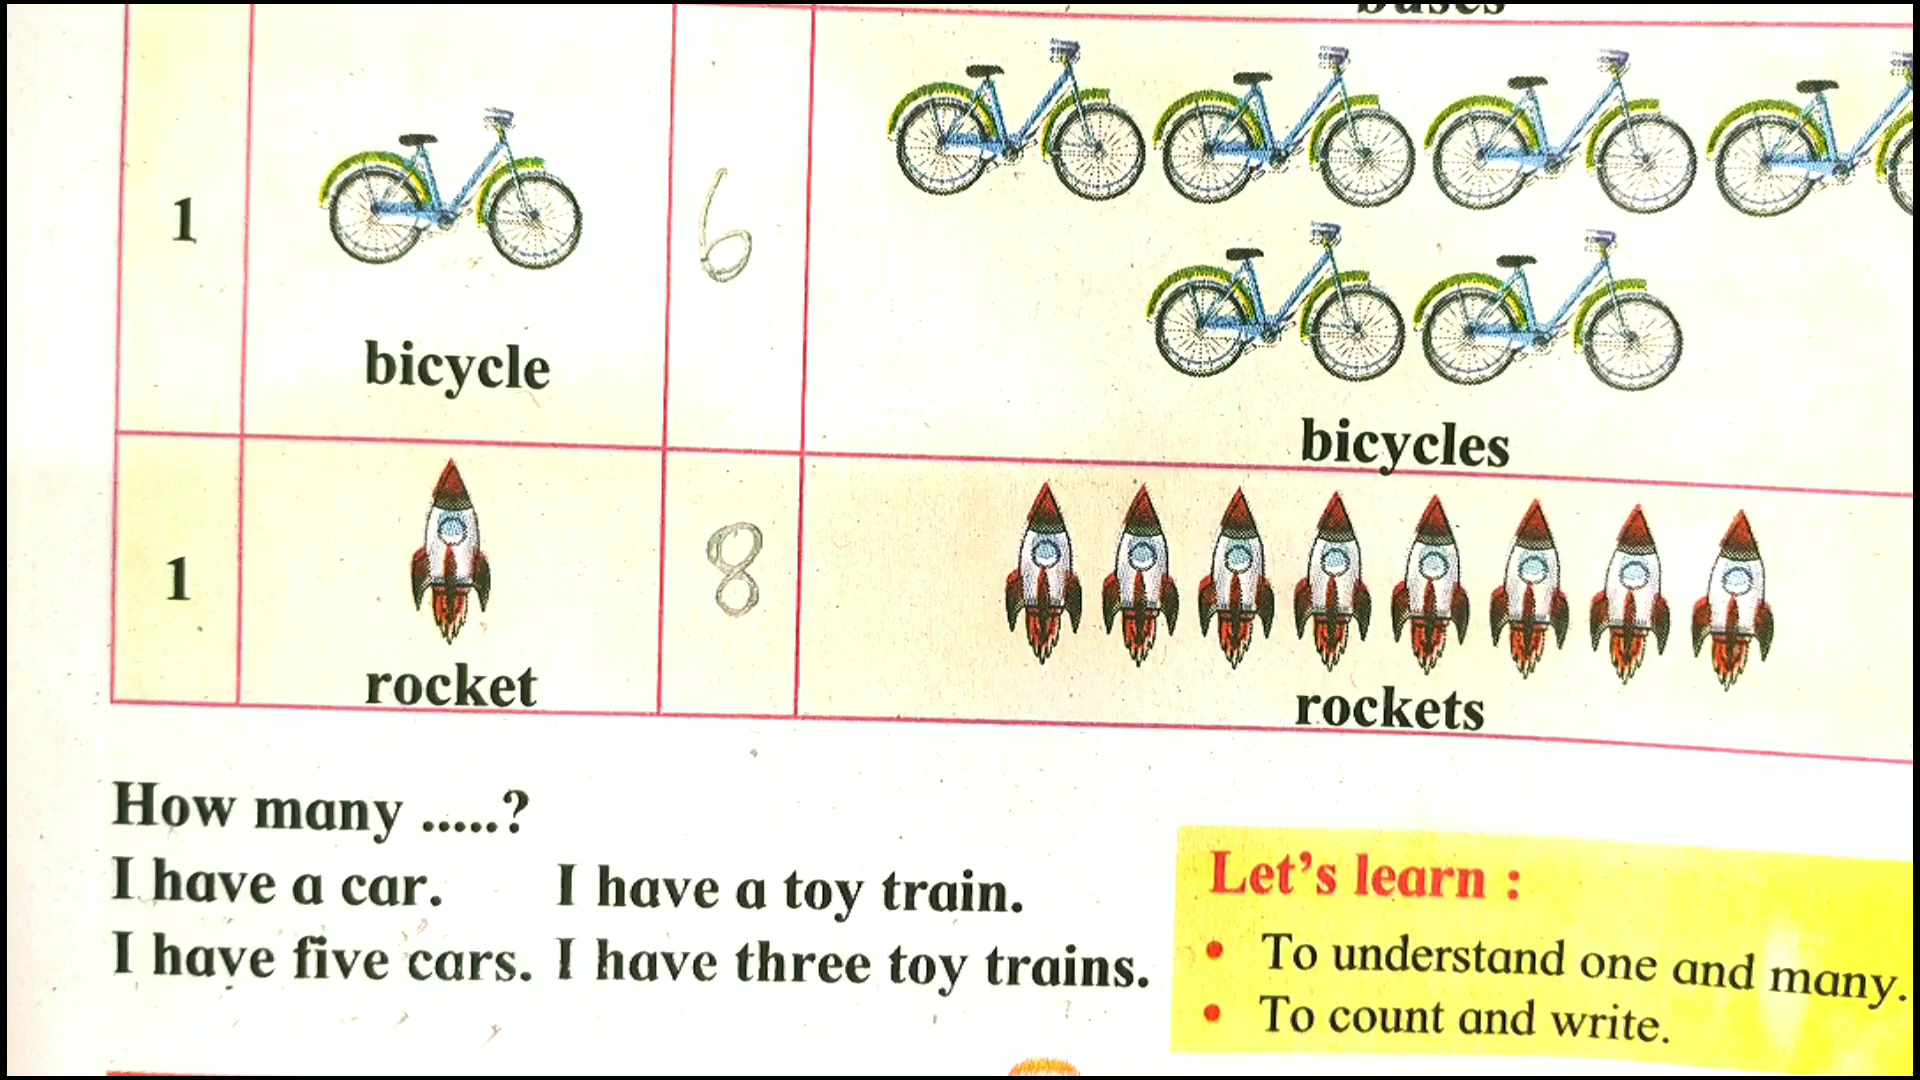 buses
1
bicycle
6
bicycles
1
rocket
8
rockets
How many .....?
I have a car. I have a toy train.
I have five cars. I have three toy trains.
Let's learn :
• To understand one and many.
• To count and write.